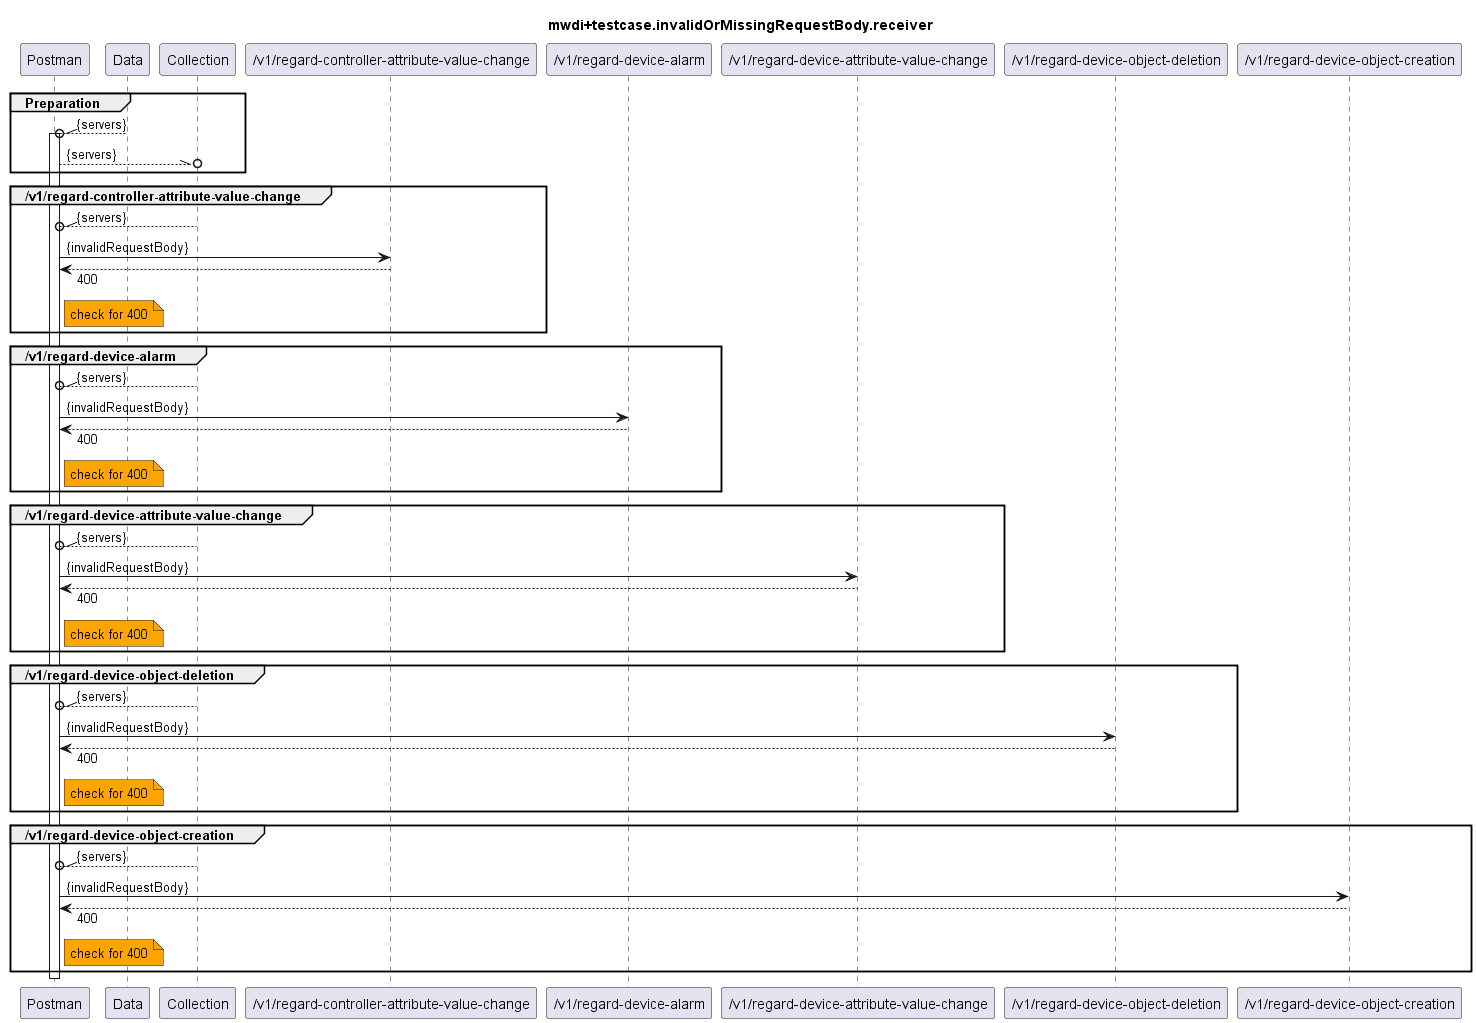 mwdi+testcase.invalidOrMissingRequestBody.receiver
Postman Data Collection /v1/regard-controller-attribute-value-change /v1/regard-device-alarm /v1/regard-device-attribute-value-change /v1/regard-device-object-deletion /v1/regard-device-object-creation
Preparation
{servers}
{servers}
/v1/regard-controller-attribute-value-change
{servers}
{invalidRequestBody}
400
check for 400
/v1/regard-device-alarm
{servers}
{invalidRequestBody}
400
check for 400
/v1/regard-device-attribute-value-change
{servers}
{invalidRequestBody}
400
check for 400
/v1/regard-device-object-deletion
{servers}
{invalidRequestBody}
400
check for 400
/v1/regard-device-object-creation
{servers}
{invalidRequestBody}
400
check for 400
Postman Data Collection /v1/regard-controller-attribute-value-change /v1/regard-device-alarm /v1/regard-device-attribute-value-change /v1/regard-device-object-deletion /v1/regard-device-object-creation